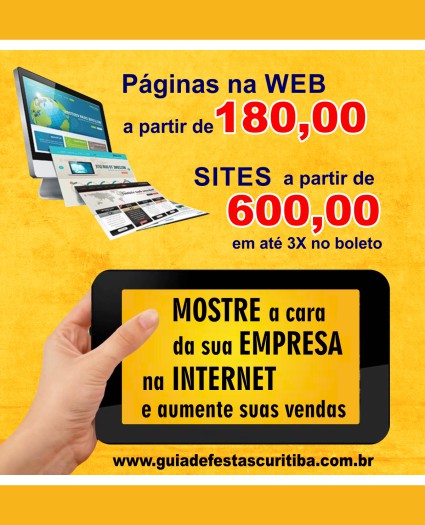 Páginas na WEB
a partir de 180,00
SITES a partir de
600,00
em até 3X no boleto
MOSTRE a cara
da sua EMPRESA
na INTERNET
e aumente suas vendas
www.guiadefestascuritiba.com.br